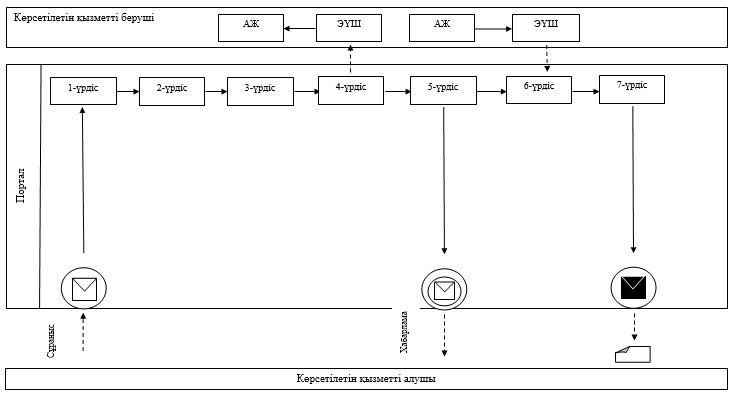 Көрсетілетін қызметті беруші
АЖ
ЭҮШ
АЖ
ЭҮШ
Портал
1-үрдіс
2-үрдіс
3-үрдіс
4-үрдіс
5-үрдіс
6-үрдіс
7-үрдіс
Сұраныс
Хабарлама
Көрсетілетін қызметті алушы